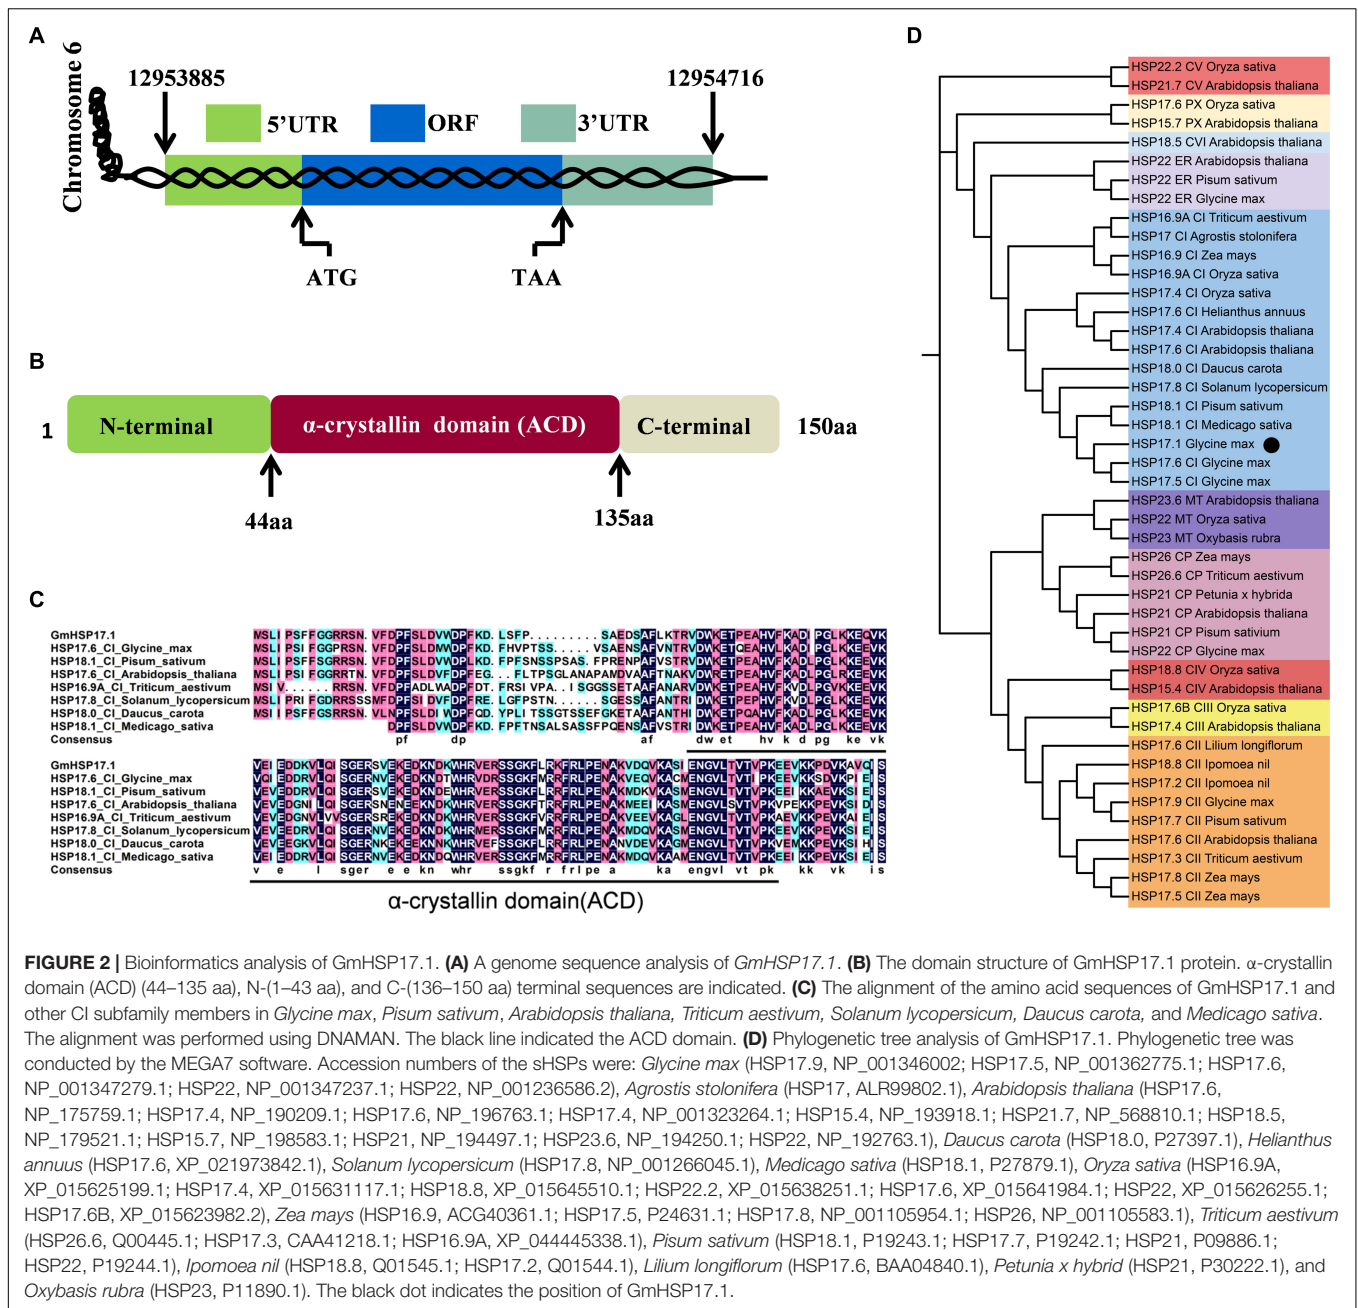 A
Chromosome 6
12953885
12954716
5'UTR
ORF
3'UTR
ATG
TAA
B
1
N-terminal
α-crystallin domain (ACD)
C-terminal
150aa
44aa
135aa
C
GmHSP17.1
HSP17.6_CI_Glycine_max
HSP18.1_CI_Pisum_sativum
HSP17.6_CI_Arabidopsis_thaliana
HSP16.9A_CI_Triticum_aestivum
HSP17.8_CI_Solanum_lycopersicum
HSP18.0_CI_Daucus_carota
HSP18.1_CI_Medicago_sativa
Consensus
pf dp af dw et hv k d pg ke vk
GmHSP17.1
HSP17.6_CI_Glycine_max
HSP18.1_CI_Pisum_sativum
HSP17.6_CI_Arabidopsis_thaliana
HSP16.9A_CI_Triticum_aestivum
HSP17.8_CI_Solanum_lycopersicum
HSP18.0_CI_Daucus_carota
HSP18.1_CI_Medicago_sativa
Consensus
v e l sger e e kn whr ssgkf r frlpe a ka engvl vt pk kk vk i s
α-crystallin domain(ACD)
D
HSP22.2 CV Oryza sativa
HSP21.7 CV Arabidopsis thaliana
HSP17.6 PX Oryza sativa
HSP15.7 PX Arabidopsis thaliana
HSP18.5 CVI Arabidopsis thaliana
HSP22 ER Arabidopsis thaliana
HSP22 ER Pisum sativum
HSP22 ER Glycine max
HSP16.9A CI Triticum aestivum
HSP17 CI Agrostis stolonifera
HSP16.9 CI Zea mays
HSP16.9A CI Oryza sativa
HSP17.4 CI Oryza sativa
HSP17.6 CI Helianthus annuus
HSP17.4 CI Arabidopsis thaliana
HSP17.6 CI Arabidopsis thaliana
HSP18.0 CI Daucus carota
HSP17.8 CI Solanum lycopersicum
HSP18.1 CI Pisum sativum
HSP18.1 CI Medicago sativa
HSP17.1 Glycine max
HSP17.6 CI Glycine max
HSP17.5 CI Glycine max
HSP23.6 MT Arabidopsis thaliana
HSP22 MT Oryza sativa
HSP23 MT Oxybasis rubra
HSP26 CP Zea mays
HSP26.6 CP Triticum aestivum
HSP21 CP Petunia x hybrida
HSP21 CP Arabidopsis thaliana
HSP21 CP Pisum sativium
HSP22 CP Glycine max
HSP18.8 CIV Oryza sativa
HSP15.4 CIV Arabidopsis thaliana
HSP17.6B CIII Oryza sativa
HSP17.4 CIII Arabidopsis thaliana
HSP17.6 CII Lilium longiflorum
HSP18.8 CII Ipomoea nil
HSP17.2 CII Ipomoea nil
HSP17.9 CII Glycine max
HSP17.7 CII Pisum sativum
HSP17.6 CII Arabidopsis thaliana
HSP17.3 CII Triticum aestivum
HSP17.8 CII Zea mays
HSP17.5 CII Zea mays
FIGURE 2 | Bioinformatics analysis of GmHSP17.1. (A) A genome sequence analysis of GmHSP17.1. (B) The domain structure of GmHSP17.1 protein. α-crystallin
domain (ACD) (44–135 aa), N-(1–43 aa), and C-(136–150 aa) terminal sequences are indicated. (C) The alignment of the amino acid sequences of GmHSP17.1 and
other CI subfamily members in Glycine max, Pisum sativum, Arabidopsis thaliana, Triticum aestivum, Solanum lycopersicum, Daucus carota, and Medicago sativa.
The alignment was performed using DNAMAN. The black line indicated the ACD domain. (D) Phylogenetic tree analysis of GmHSP17.1. Phylogenetic tree was
conducted by the MEGA7 software. Accession numbers of the sHSPs were: Glycine max (HSP17.9, NP_001346002; HSP17.5, NP_001362775.1; HSP17.6,
NP_001347279.1; HSP22, NP_001347237.1; HSP22, NP_001236586.2), Agrostis stolonifera (HSP17, ALR99802.1), Arabidopsis thaliana (HSP17.6,
NP_175759.1; HSP17.4, NP_190209.1; HSP17.6, NP_196763.1; HSP17.4, NP_001323264.1; HSP15.4, NP_193918.1; HSP21.7, NP_568810.1; HSP18.5,
NP_179521.1; HSP15.7, NP_198583.1; HSP21, NP_194497.1; HSP23.6, NP_194250.1; HSP22, NP_192763.1), Daucus carota (HSP18.0, P27397.1), Helianthus
annuus (HSP17.6, XP_021973842.1), Solanum lycopersicum (HSP17.8, NP_001266045.1), Medicago sativa (HSP18.1, P27879.1), Oryza sativa (HSP16.9A,
XP_015625199.1; HSP17.4, XP_015631117.1; HSP18.8, XP_015645510.1; HSP22.2, XP_015638251.1; HSP17.6, XP_015641984.1; HSP22, XP_015626255.1;
HSP17.6B, XP_015623982.2), Zea mays (HSP16.9, ACG40361.1; HSP17.5, P24631.1; HSP17.8, NP_001105954.1; HSP26, NP_001105583.1), Triticum aestivum
(HSP26.6, Q00445.1; HSP17.3, CAA41218.1; HSP16.9A, XP_044445338.1), Pisum sativum (HSP18.1, P19243.1; HSP17.7, P19242.1; HSP21, P09886.1;
HSP22, P19244.1), Ipomoea nil (HSP18.8, Q01545.1; HSP17.2, Q01544.1), Lilium longiflorum (HSP17.6, BAA04840.1), Petunia x hybrid (HSP21, P30222.1), and
Oxybasis rubra (HSP23, P11890.1). The black dot indicates the position of GmHSP17.1.